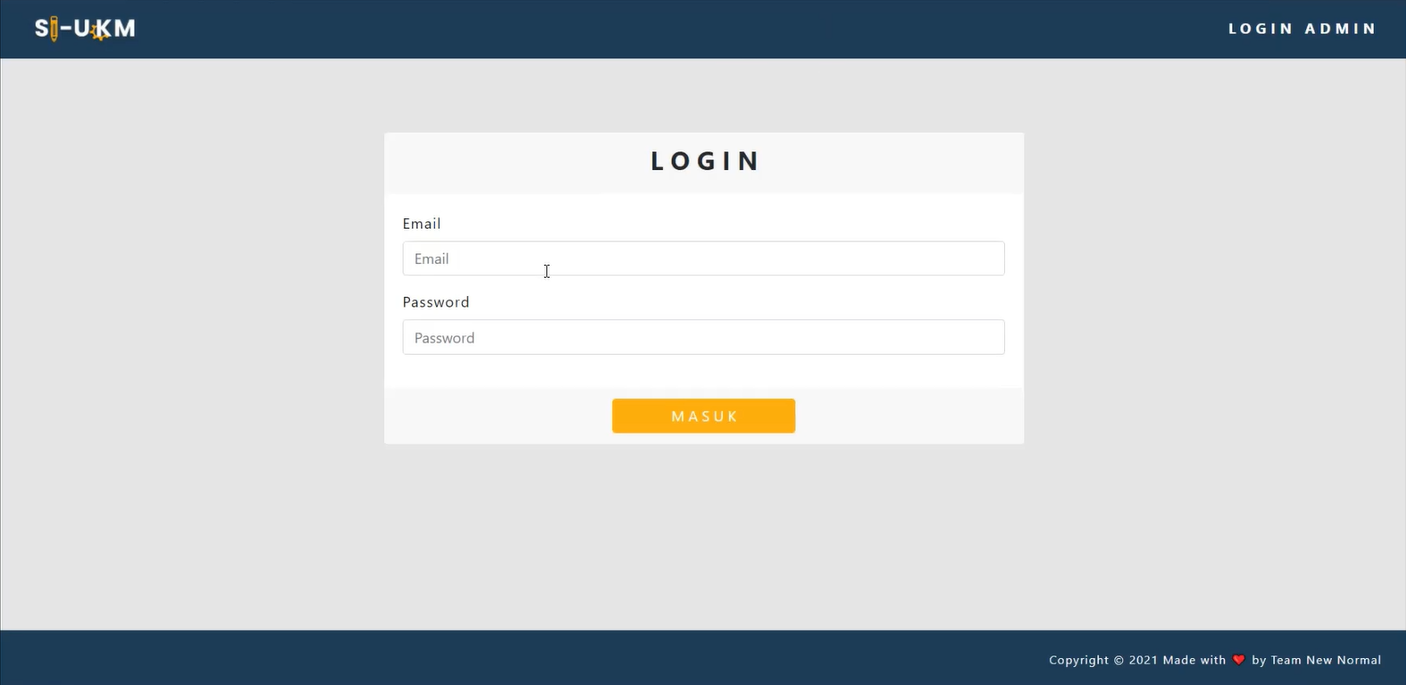 Si-UKM
LOGIN ADMIN
LOGIN
Email
Email
Password
Password
MASUK
Copyright © 2021 Made with ❤️ by Team New Normal